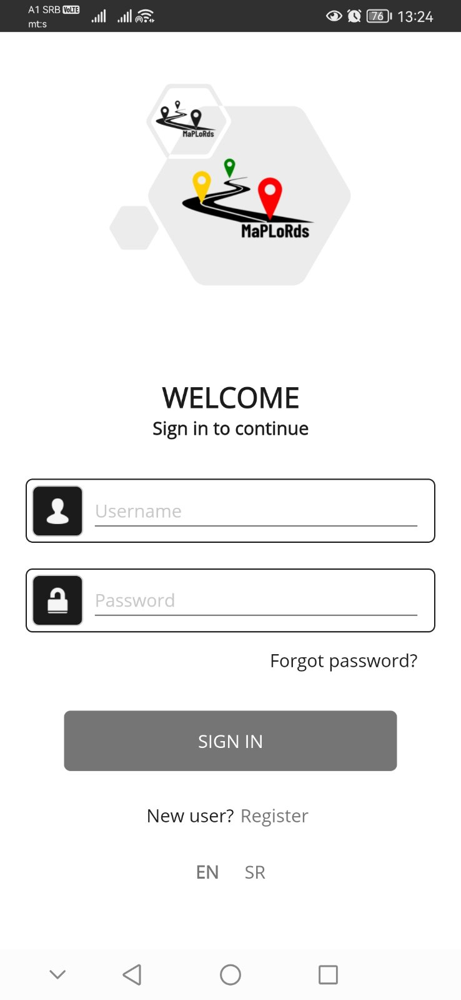 A1 SRB VoLTE
mt:s
76 13:24
MaPLoRds
MaPLoRds
WELCOME
Sign in to continue
Username
Password
Forgot password?
SIGN IN
New user? Register
EN SR